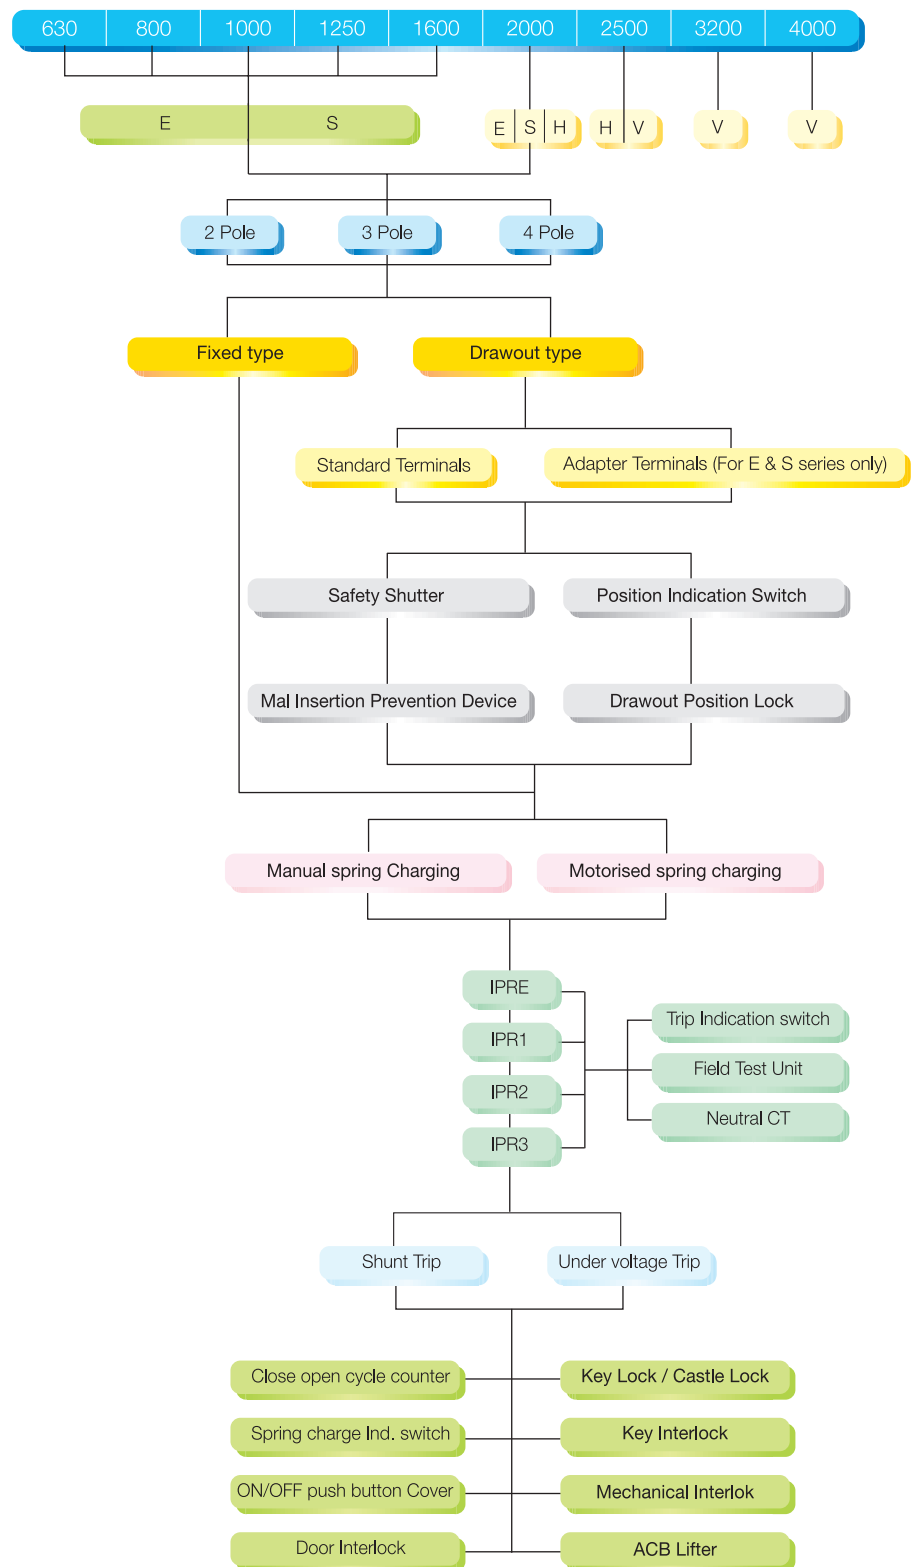 630 800 1000 1250 1600 2000 2500 3200 4000
E S E S H H V V V
2 Pole 3 Pole 4 Pole
Fixed type Drawout type
Standard Terminals Adapter Terminals (For E & S series only)
Safety Shutter Position Indication Switch
Mal Insertion Prevention Device Drawout Position Lock
Manual spring Charging Motorised spring charging
IPRE
Trip Indication switch
IPR1
Field Test Unit
IPR2
Neutral CT
IPR3
Shunt Trip Under voltage Trip
Close open cycle counter Key Lock / Castle Lock
Spring charge Ind. switch Key Interlock
ON/OFF push button Cover Mechanical Interlok
Door Interlock ACB Lifter